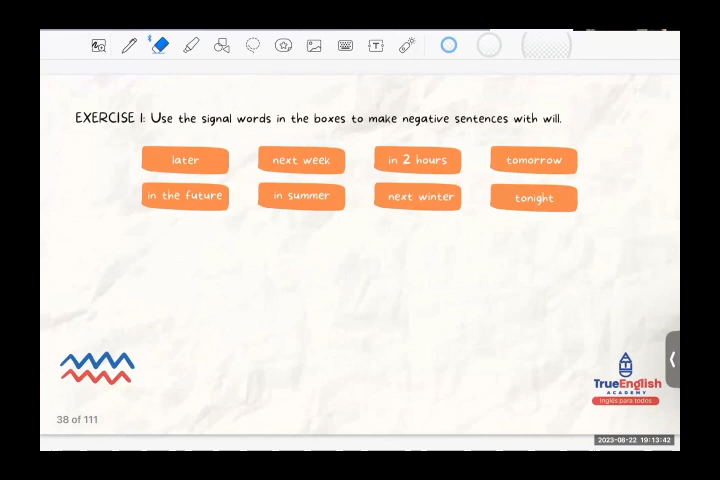 EXERCISE 1: Use the signal words in the boxes to make negative sentences with will.
later next week in 2 hours tomorrow
in the future in summer next winter tonight
TrueEnglish
ACADEMY
Inglés para todos
38 of 111
2023-08-22 19:13:42